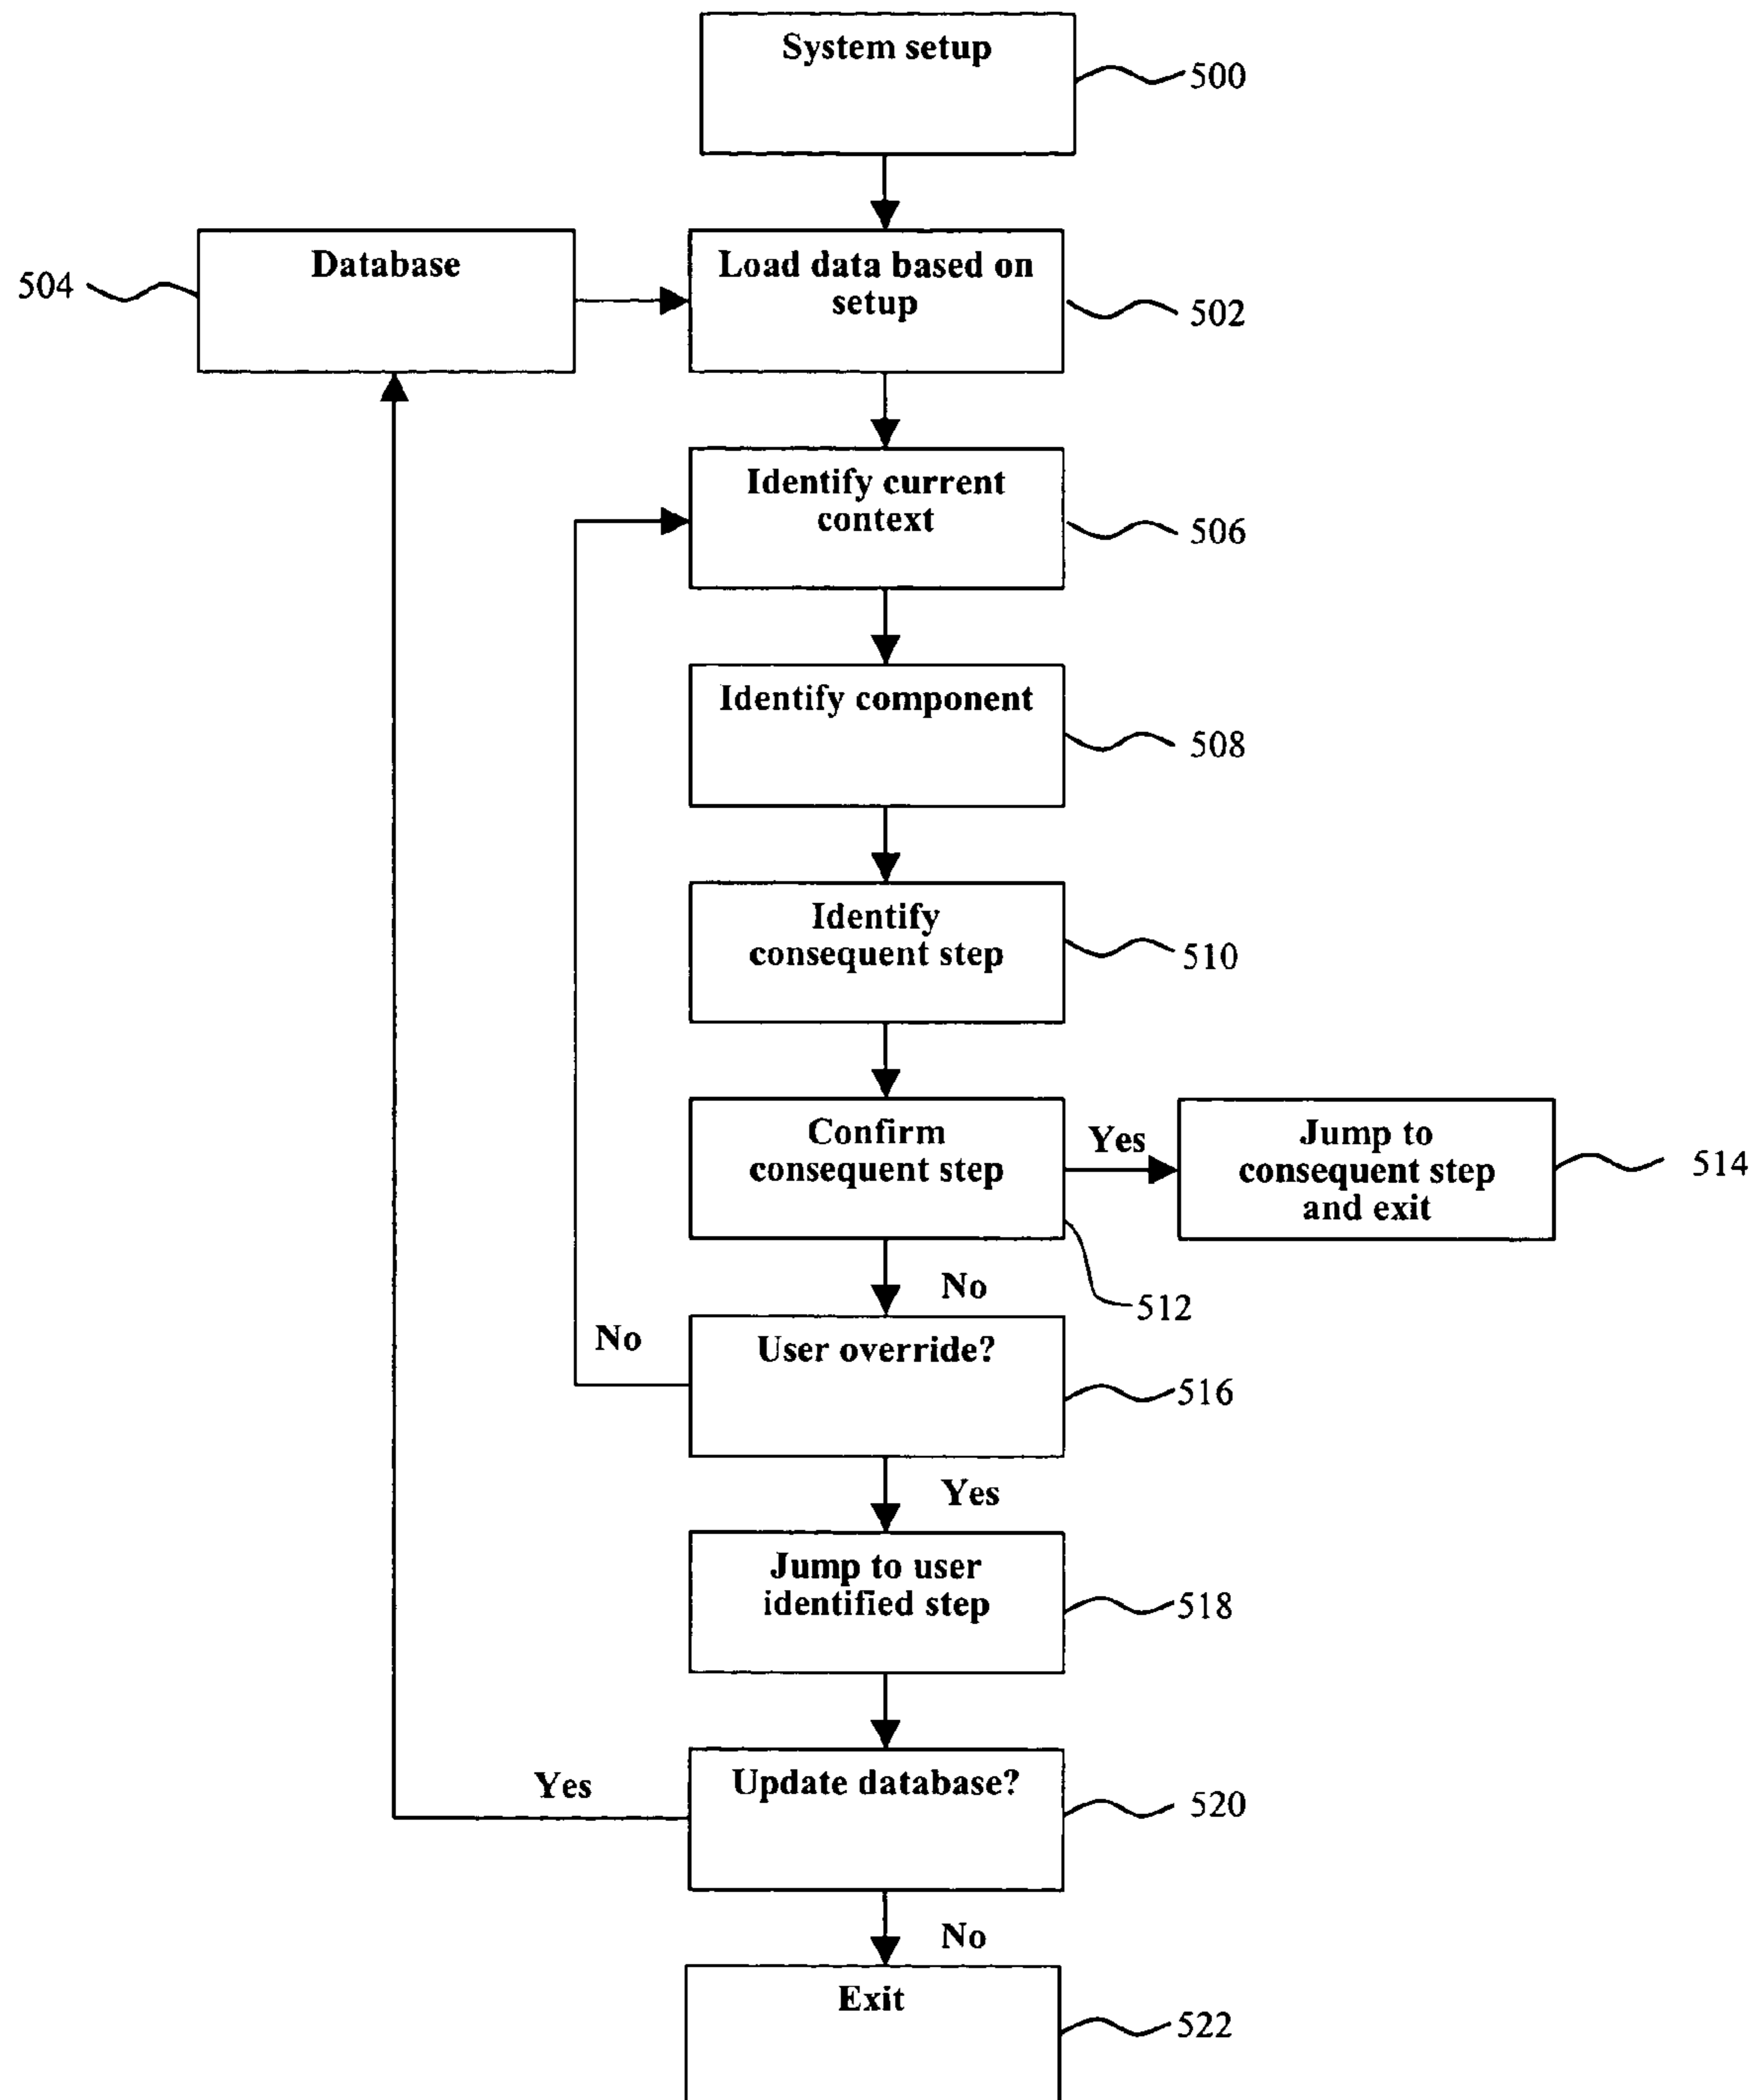 System setup
500
Database
504
Load data based on
setup
502
Identify current
context
506
Identify component
508
Identify
consequent step
510
Confirm
consequent step
Yes
Jump to
consequent step
and exit
514
No
512
No
User override?
516
Yes
Jump to user
identified step
518
Yes
Update database?
520
No
Exit
522